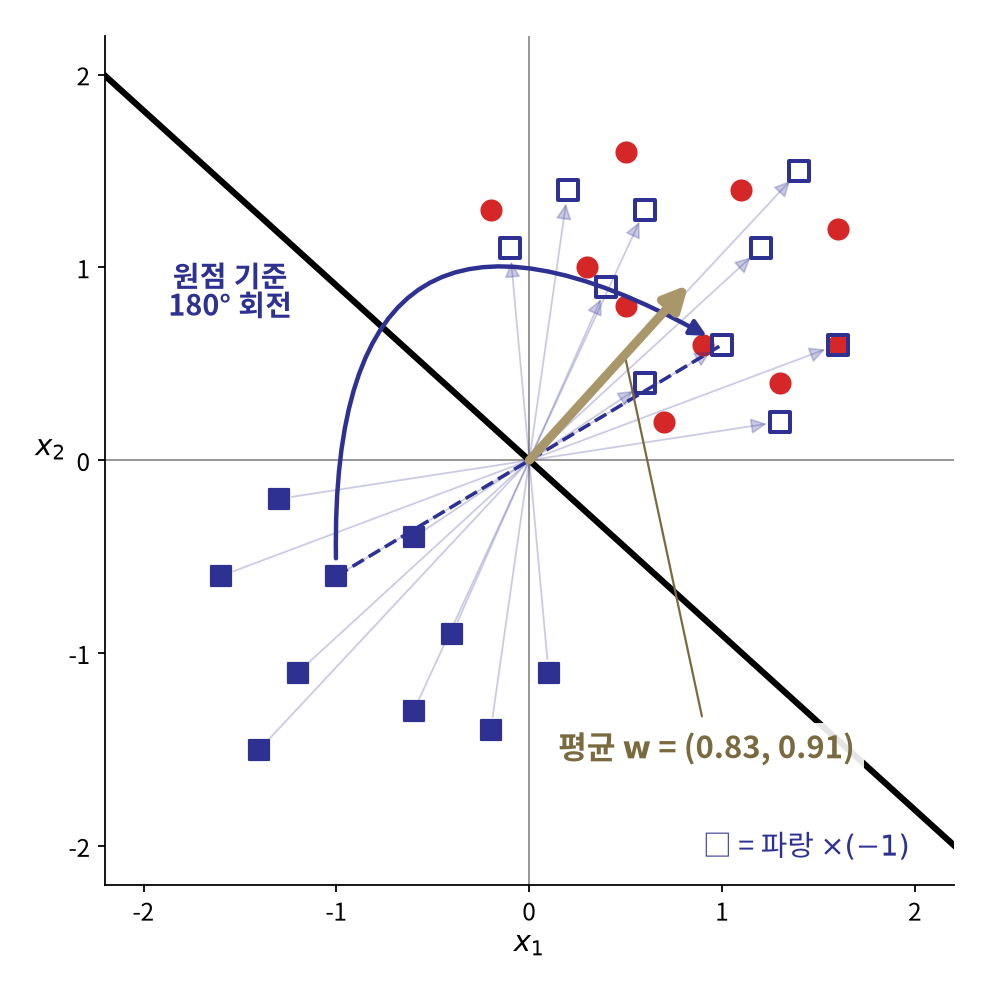 2
1
0
-1
-2
x2
원점 기준
180° 회전
평균 w = (0.83, 0.91)
□ = 파랑 ×(−1)
-2
-1
0
1
2
x1